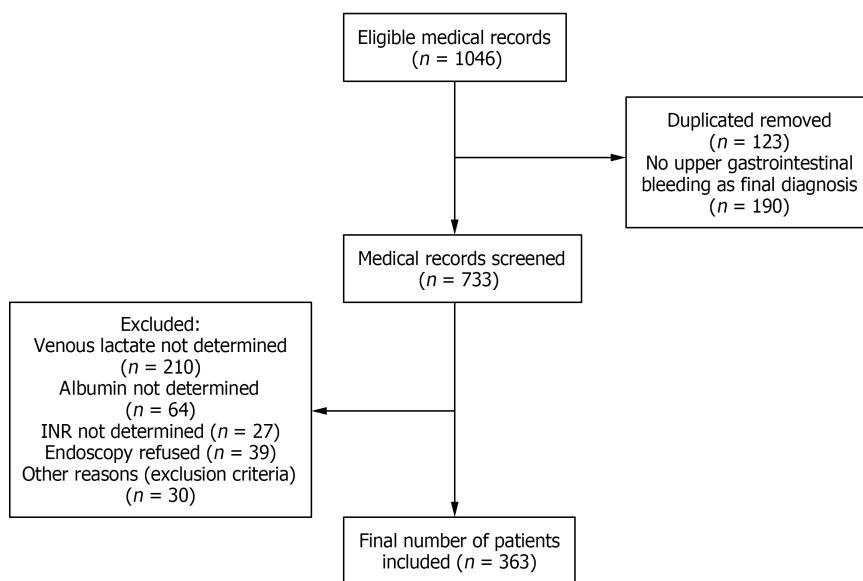 Eligible medical records
(n = 1046)
Duplicated removed
(n = 123)
No upper gastrointestinal
bleeding as final diagnosis
(n = 190)
Medical records screened
(n = 733)
Excluded:
Venous lactate not determined
(n = 210)
Albumin not determined
(n = 64)
INR not determined (n = 27)
Endoscopy refused (n = 39)
Other reasons (exclusion criteria)
(n = 30)
Final number of patients
included (n = 363)